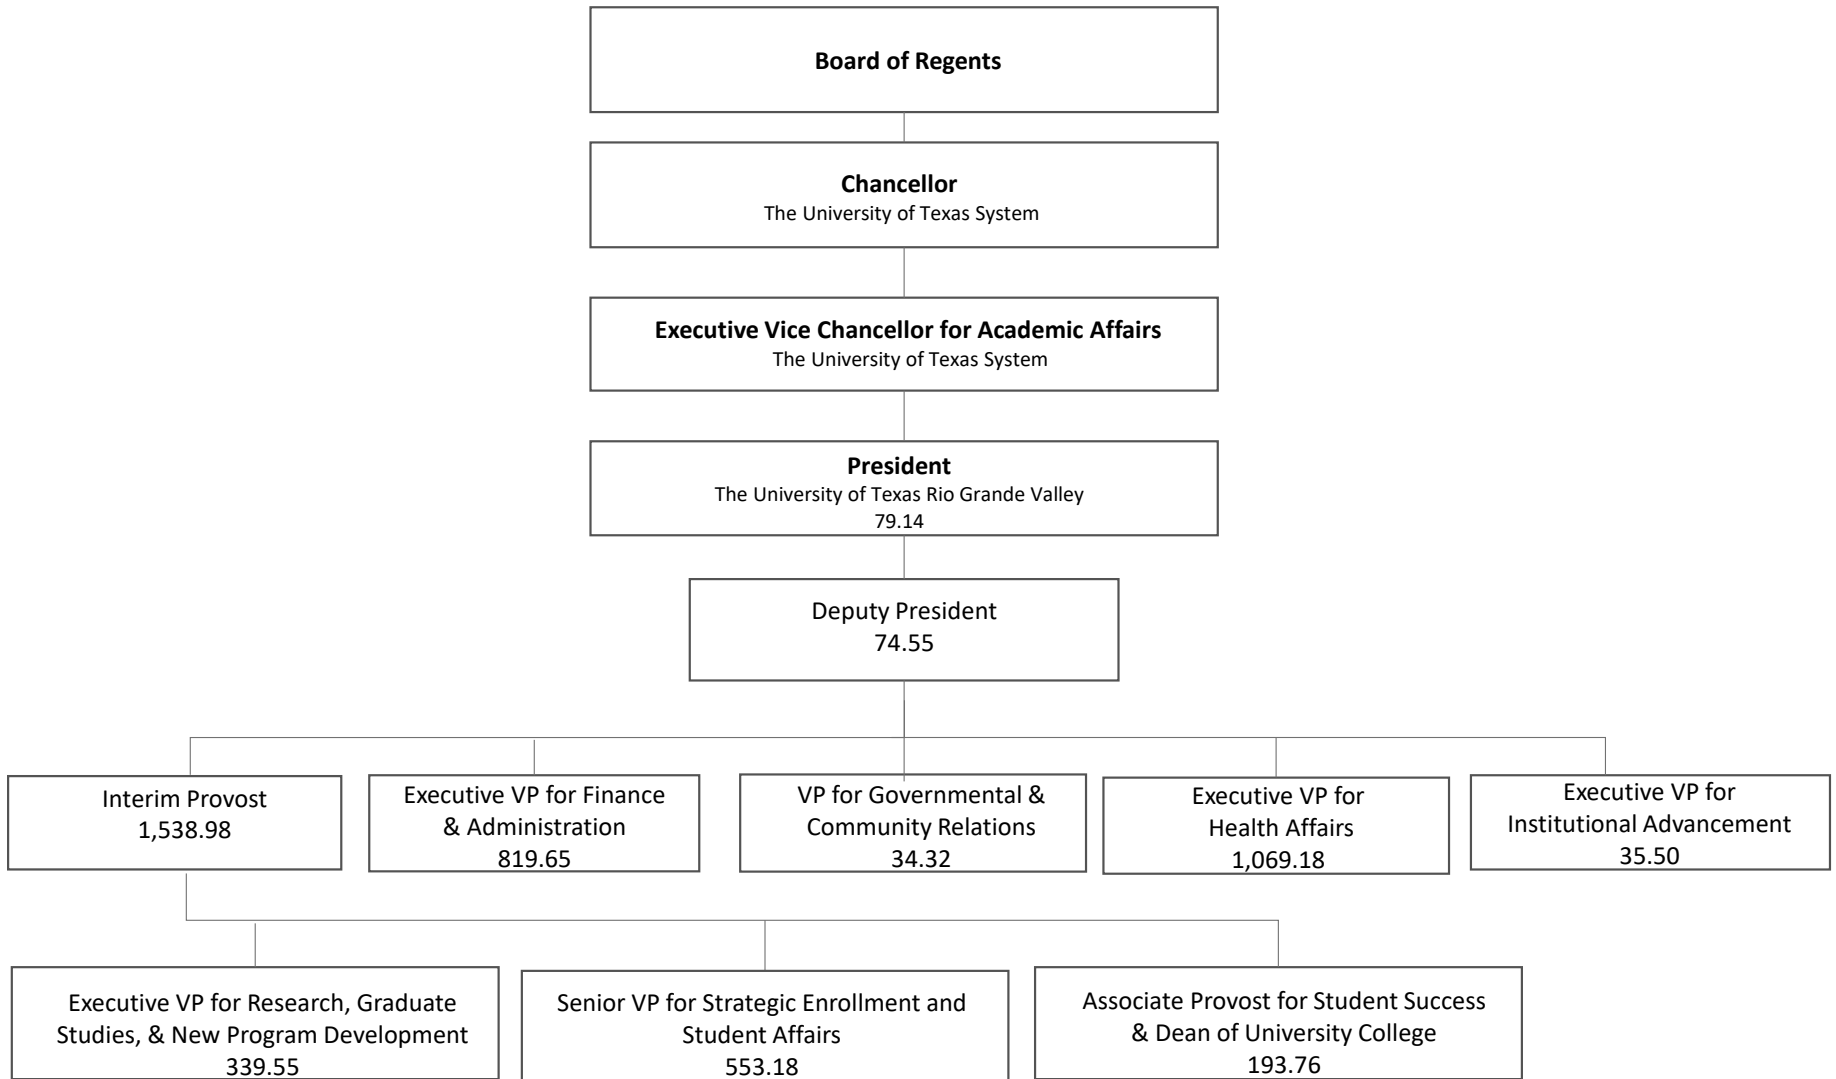 Board of Regents
Chancellor
The University of Texas System
Executive Vice Chancellor for Academic Affairs
The University of Texas System
President
The University of Texas Rio Grande Valley
79.14
Deputy President
74.55
Interim Provost
1,538.98
Executive VP for Finance
& Administration
819.65
VP for Governmental &
Community Relations
34.32
Executive VP for
Health Affairs
1,069.18
Executive VP for
Institutional Advancement
35.50
Executive VP for Research, Graduate
Studies, & New Program Development
339.55
Senior VP for Strategic Enrollment and
Student Affairs
553.18
Associate Provost for Student Success
& Dean of University College
193.76